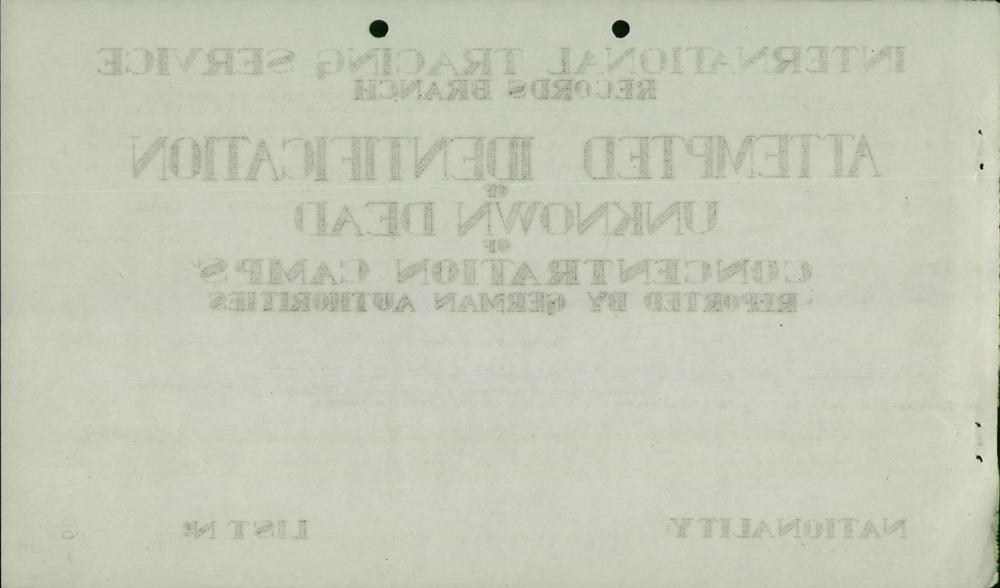 INTERNATIONAL TRACING SERVICE
RECORDS BRANCH
ATTEMPTED IDENTIFICATION
OF
UNKNOWN DEAD
OF
CONCENTRATION CAMPS
REPORTED BY GERMAN AUTHORITIES
NATIONALITY: LIST No